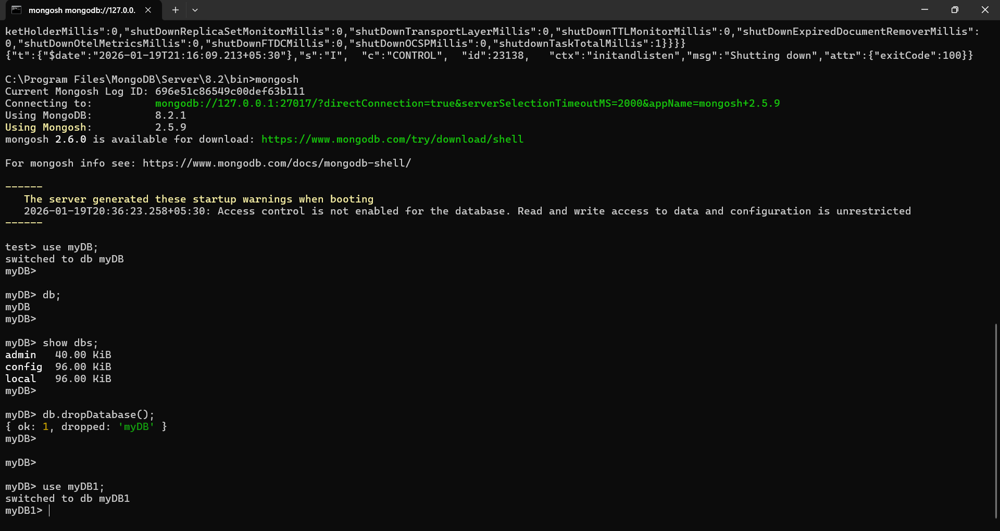 mongosh mongodb://127.0.0.
ketHolderMillis":0,"shutDownReplicaSetMonitorMillis":0,"shutDownTransportLayerMillis":0,"shutDownTTLMonitorMillis":0,"shutDownExpiredDocumentRemoverMillis":
0,"shutDownOtelMetricsMillis":0,"shutDownFTDCMillis":0,"shutDownOCSPMillis":0,"shutdownTaskTotalMillis":1}}}}
{"t":{"$date":"2026-01-19T21:16:09.213+05:30"},"s":"I",  "c":"CONTROL",  "id":23138,   "ctx":"initandlisten","msg":"Shutting down","attr":{"exitCode":100}}
C:\Program Files\MongoDB\Server\8.2\bin>mongosh
Current Mongosh Log ID: 696e51c86549c00def63b111
Connecting to:          mongodb://127.0.0.1:27017/?directConnection=true&serverSelectionTimeoutMS=2000&appName=mongosh+2.5.9
Using MongoDB:          8.2.1
Using Mongosh:          2.5.9
mongosh 2.6.0 is available for download: https://www.mongodb.com/try/download/shell
For mongosh info see: https://www.mongodb.com/docs/mongodb-shell/
------
   The server generated these startup warnings when booting
   2026-01-19T20:36:23.258+05:30: Access control is not enabled for the database. Read and write access to data and configuration is unrestricted
------
test> use myDB;
switched to db myDB
myDB>
myDB> db;
myDB
myDB>
myDB> show dbs;
admin   40.00 KiB
config  96.00 KiB
local   96.00 KiB
myDB>
myDB> db.dropDatabase();
{ ok: 1, dropped: 'myDB' }
myDB>
myDB>
myDB> use myDB1;
switched to db myDB1
myDB1>